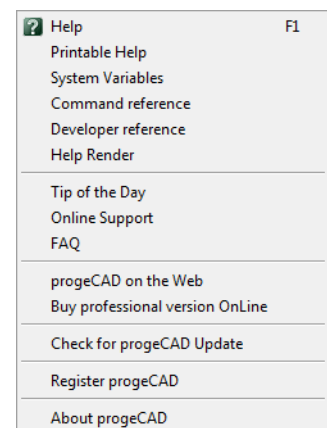 Help F1
Printable Help
System Variables
Command reference
Developer reference
Help Render
Tip of the Day
Online Support
FAQ
progeCAD on the Web
Buy professional version OnLine
Check for progeCAD Update
Register progeCAD
About progeCAD